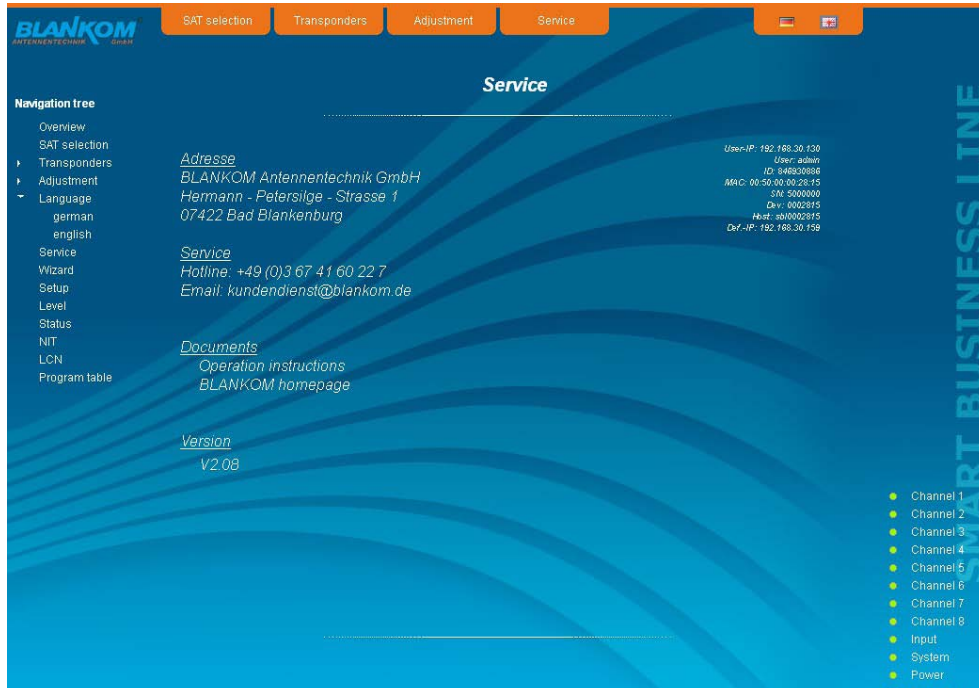 BLANKOM
ANTENNENTECHNIK GmbH
SAT selection
Transponders
Adjustment
Service
Service
Navigation tree
Overview
SAT selection
Transponders
Adjustment
Language
german
english
Service
Wizard
Setup
Level
Status
NIT
LCN
Program table
Adresse
BLANKOM Antennentechnik GmbH
Hermann - Petersilge - Strasse 1
07422 Bad Blankenburg
Service
Hotline: +49 (0)3 67 41 60 22 7
Email: kundendienst@blankom.de
Documents
Operation instructions
BLANKOM homepage
Version
V2.08
User-IP: 192.168.30.130
User: admin
ID: 846930886
MAC: 00:50:00:00:28:15
SN: 5000000
Dev.: 0002815
Host: sbl0002815
Def.-IP: 192.168.30.159
SMART BUSINESS LINE
Channel 1
Channel 2
Channel 3
Channel 4
Channel 5
Channel 6
Channel 7
Channel 8
Input
System
Power